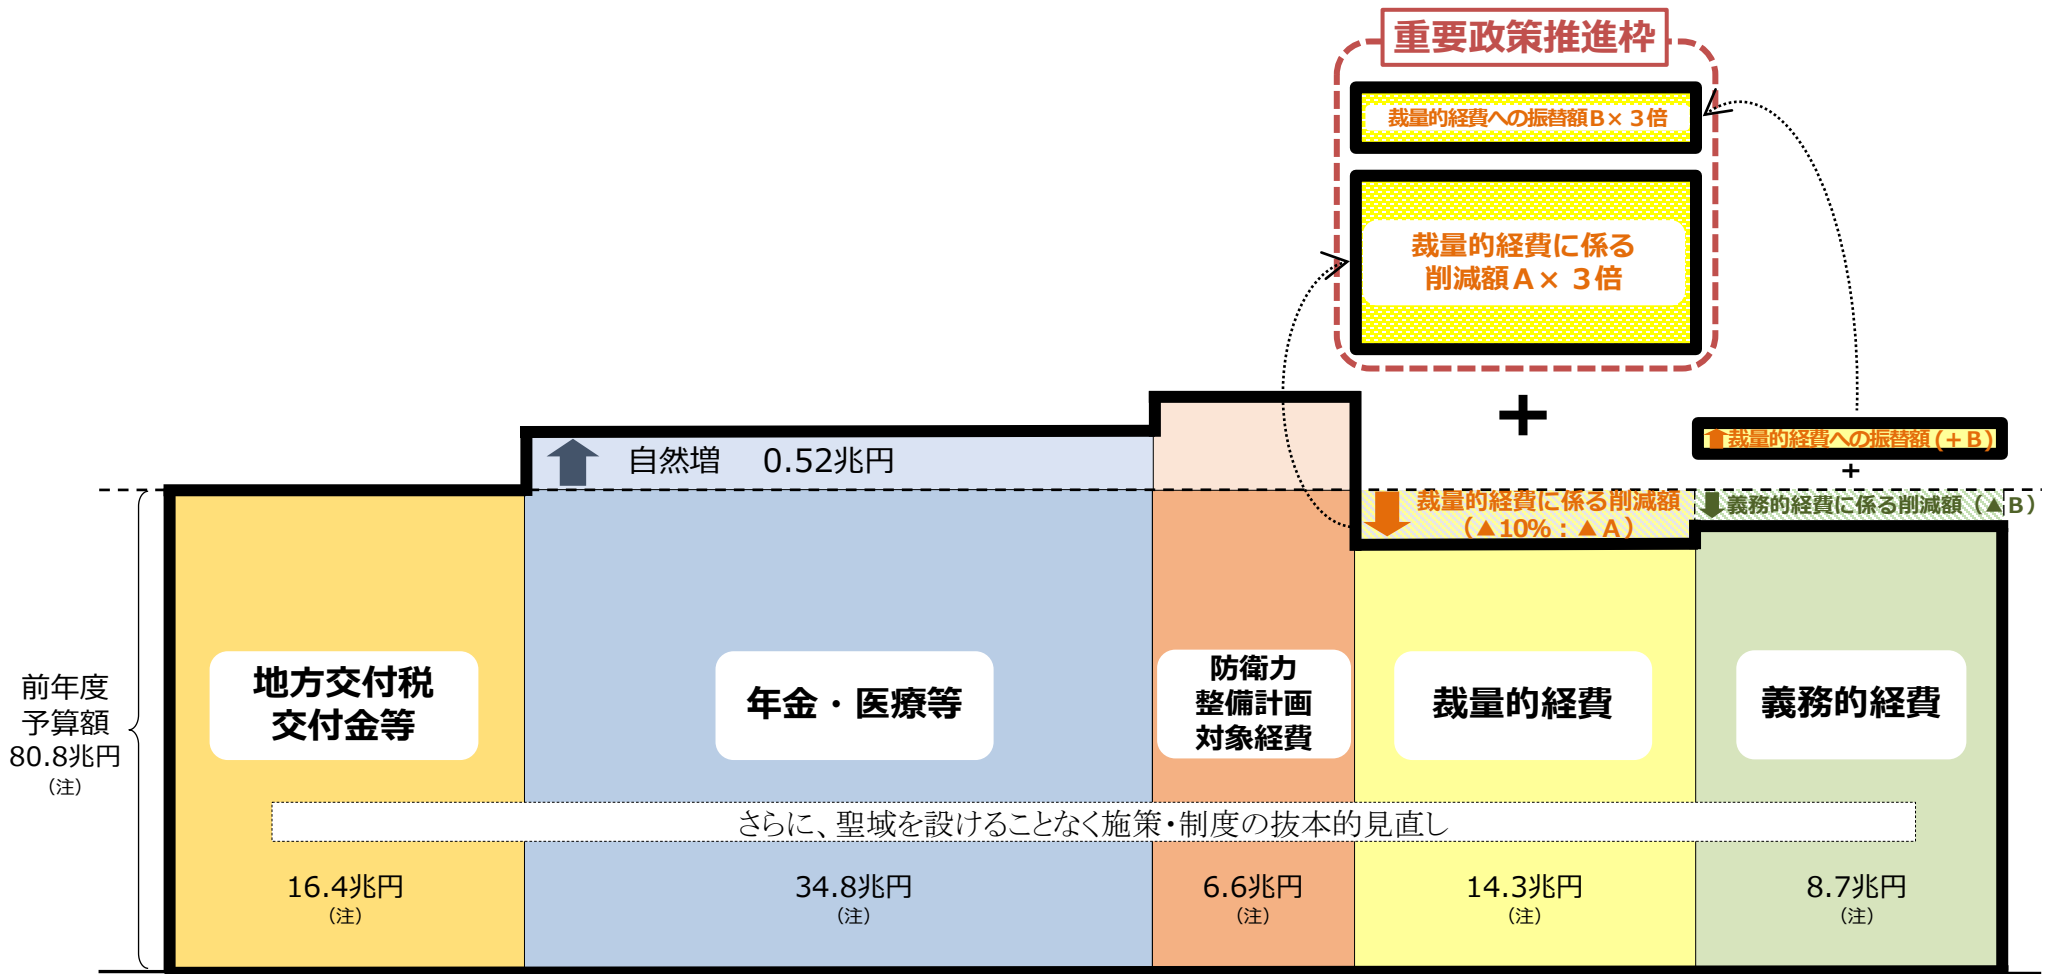 重要政策推進枠
裁量的経費への振替額B×3倍
裁量的経費に係る
削減額A×3倍
+
裁量的経費への振替額(+B)
+
自然増 0.52兆円
裁量的経費に係る削減額
(▲10%:▲A)
義務的経費に係る削減額(▲B)
前年度
予算額
80.8兆円
(注)
地方交付税
交付金等
年金・医療等
防衛力
整備計画
対象経費
裁量的経費
義務的経費
さらに、聖域を設けることなく施策・制度の抜本的見直し
16.4兆円
(注)
34.8兆円
(注)
6.6兆円
(注)
14.3兆円
(注)
8.7兆円
(注)